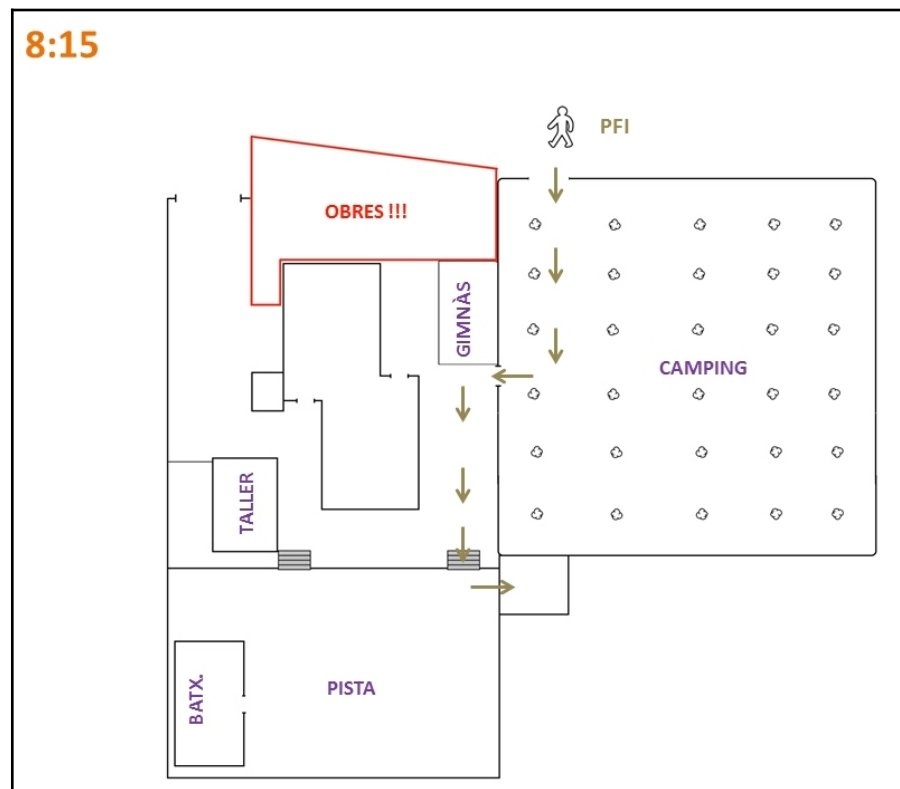 8:15
PFI
OBRES !!!
GIMNÀS
CAMPING
TALLER
BATX.
PISTA